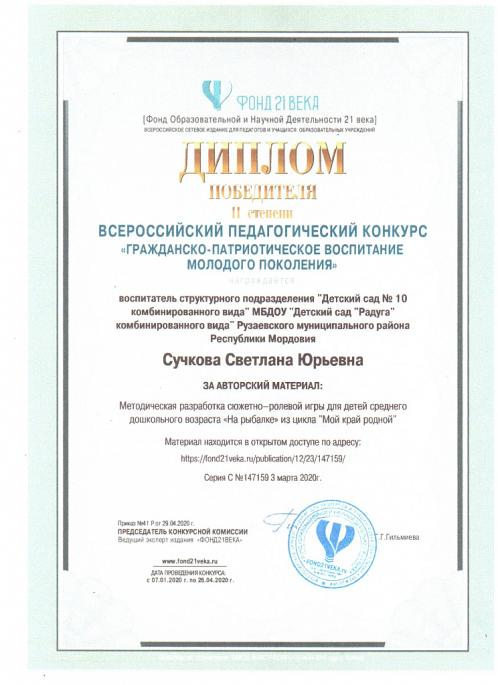 ФОНД 21 ВЕКА
[Фонд Образовательной и Научной Деятельности 21 века]
ВСЕРОССИЙСКОЕ СЕТЕВОЕ ИЗДАНИЕ ДЛЯ ПЕДАГОГОВ И УЧАЩИХСЯ ОБРАЗОВАТЕЛЬНЫХ УЧРЕЖДЕНИЙ
ДИПЛОМ
ПОБЕДИТЕЛЯ
II степени
ВСЕРОССИЙСКИЙ ПЕДАГОГИЧЕСКИЙ КОНКУРС
«ГРАЖДАНСКО-ПАТРИОТИЧЕСКОЕ ВОСПИТАНИЕ
МОЛОДОГО ПОКОЛЕНИЯ»
награждается
воспитатель структурного подразделения "Детский сад № 10
комбинированного вида" МБДОУ "Детский сад "Радуга"
комбинированного вида" Рузаевского муниципального района
Республики Мордовия
Сучкова Светлана Юрьевна
ЗА АВТОРСКИЙ МАТЕРИАЛ:
Методическая разработка сюжетно–ролевой игры для детей среднего
дошкольного возраста «На рыбалке» из цикла "Мой край родной"
Материал находится в открытом доступе по адресу:
https://fond21veka.ru/publication/12/23/147159/
Серия С №147159 3 марта 2020г.
Приказ №41 Р от 29.04.2020 г.
ПРЕДСЕДАТЕЛЬ КОНКУРСНОЙ КОМИССИИ
Ведущий эксперт издания «ФОНД21ВЕКА»
Т.Г.Гильмиева
www.fond21veka.ru
ДАТА ПРОВЕДЕНИЯ КОНКУРСА:
с 07.01.2020 г. по 26.04.2020 г.
FOND21VEKA.ru